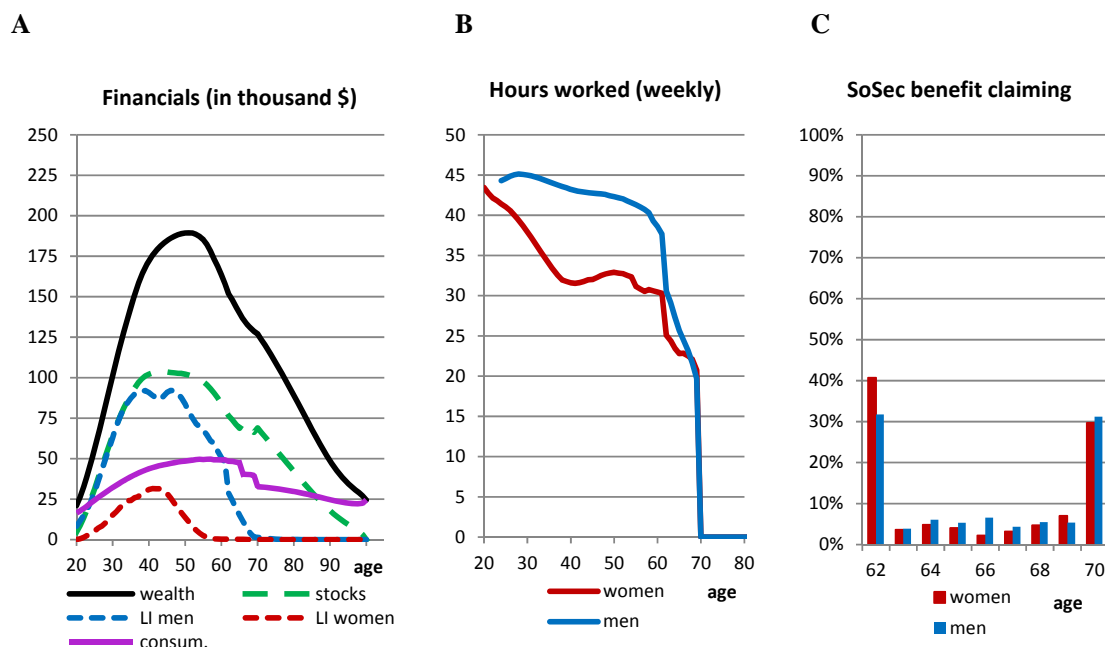 A
B
C
Financials (in thousand $)
250
225
200
175
150
125
100
75
50
25
0
20 30 40 50 60 70 80 90 age
wealth
stocks
LI men
LI women
consum.
Hours worked (weekly)
50
45
40
35
30
25
20
15
10
5
0
20 30 40 50 60 70 80
women
age
men
SoSec benefit claiming
100%
90%
80%
70%
60%
50%
40%
30%
20%
10%
0%
62 64 66 68 70
women
age
men